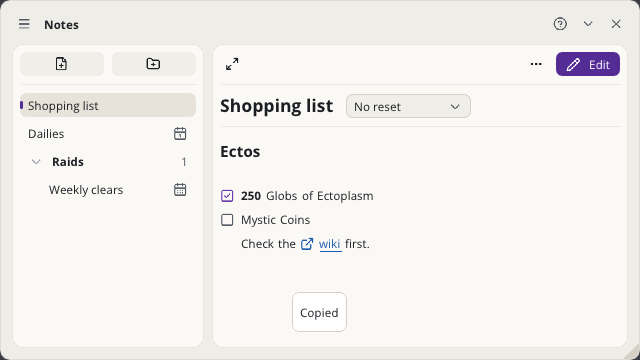 Notes
Edit
Shopping list
Dailies
Raids 1
Weekly clears
Shopping list No reset
Ectos
250 Globs of Ectoplasm
Mystic Coins
Check the wiki first.
Copied